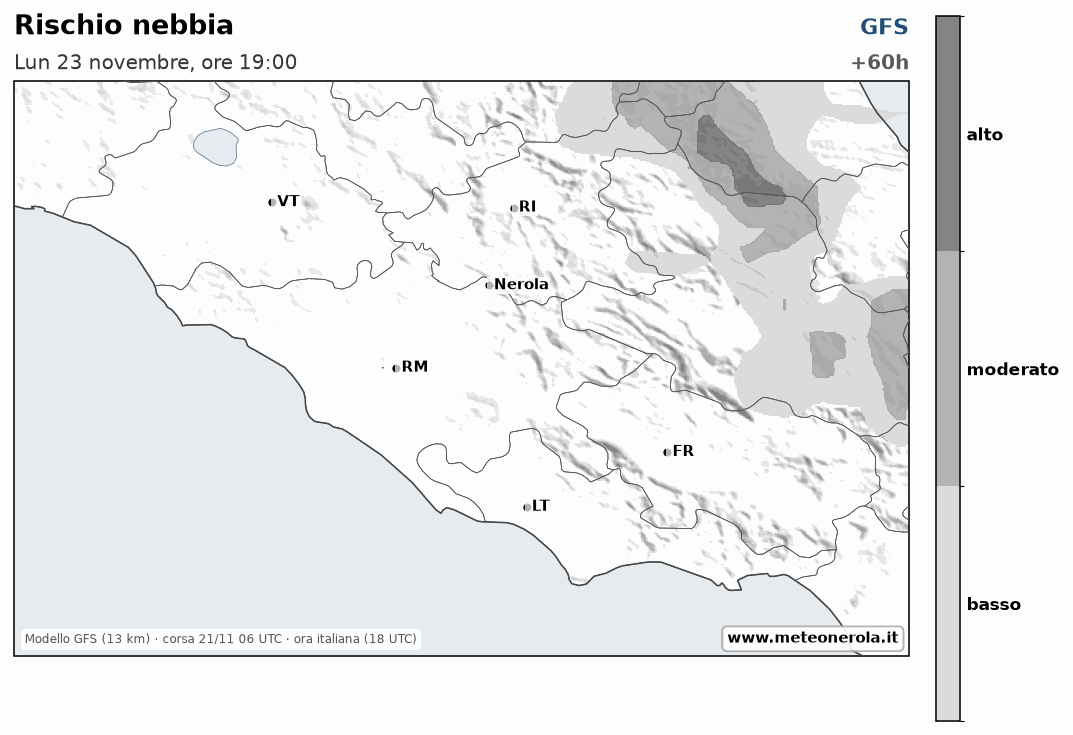 Rischio nebbia
GFS
Lun 23 novembre, ore 19:00
+60h
alto
VT
RI
Nerola
RM
moderato
FR
LT
basso
Modello GFS (13 km) · corsa 21/11 06 UTC · ora italiana (18 UTC)
www.meteonerola.it